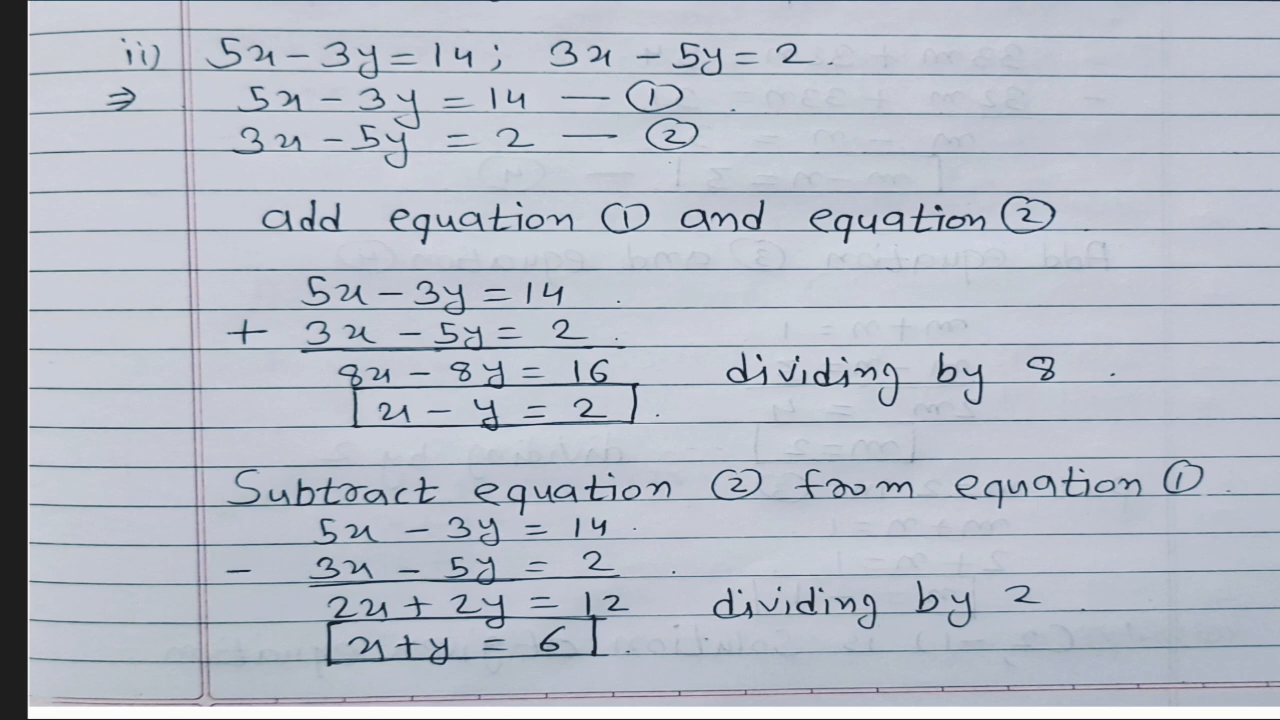 ii) 5x - 3y = 14 ; 3x - 5y = 2.
⇒ 5x - 3y = 14 — ①
3x - 5y = 2 — ②
add equation ① and equation ②
5x - 3y = 14
+ 3x - 5y = 2
8x - 8y = 16 dividing by 8
x - y = 2
Subtract equation ② from equation ①
5x - 3y = 14
- 3x - 5y = 2
2x + 2y = 12 dividing by 2
x + y = 6